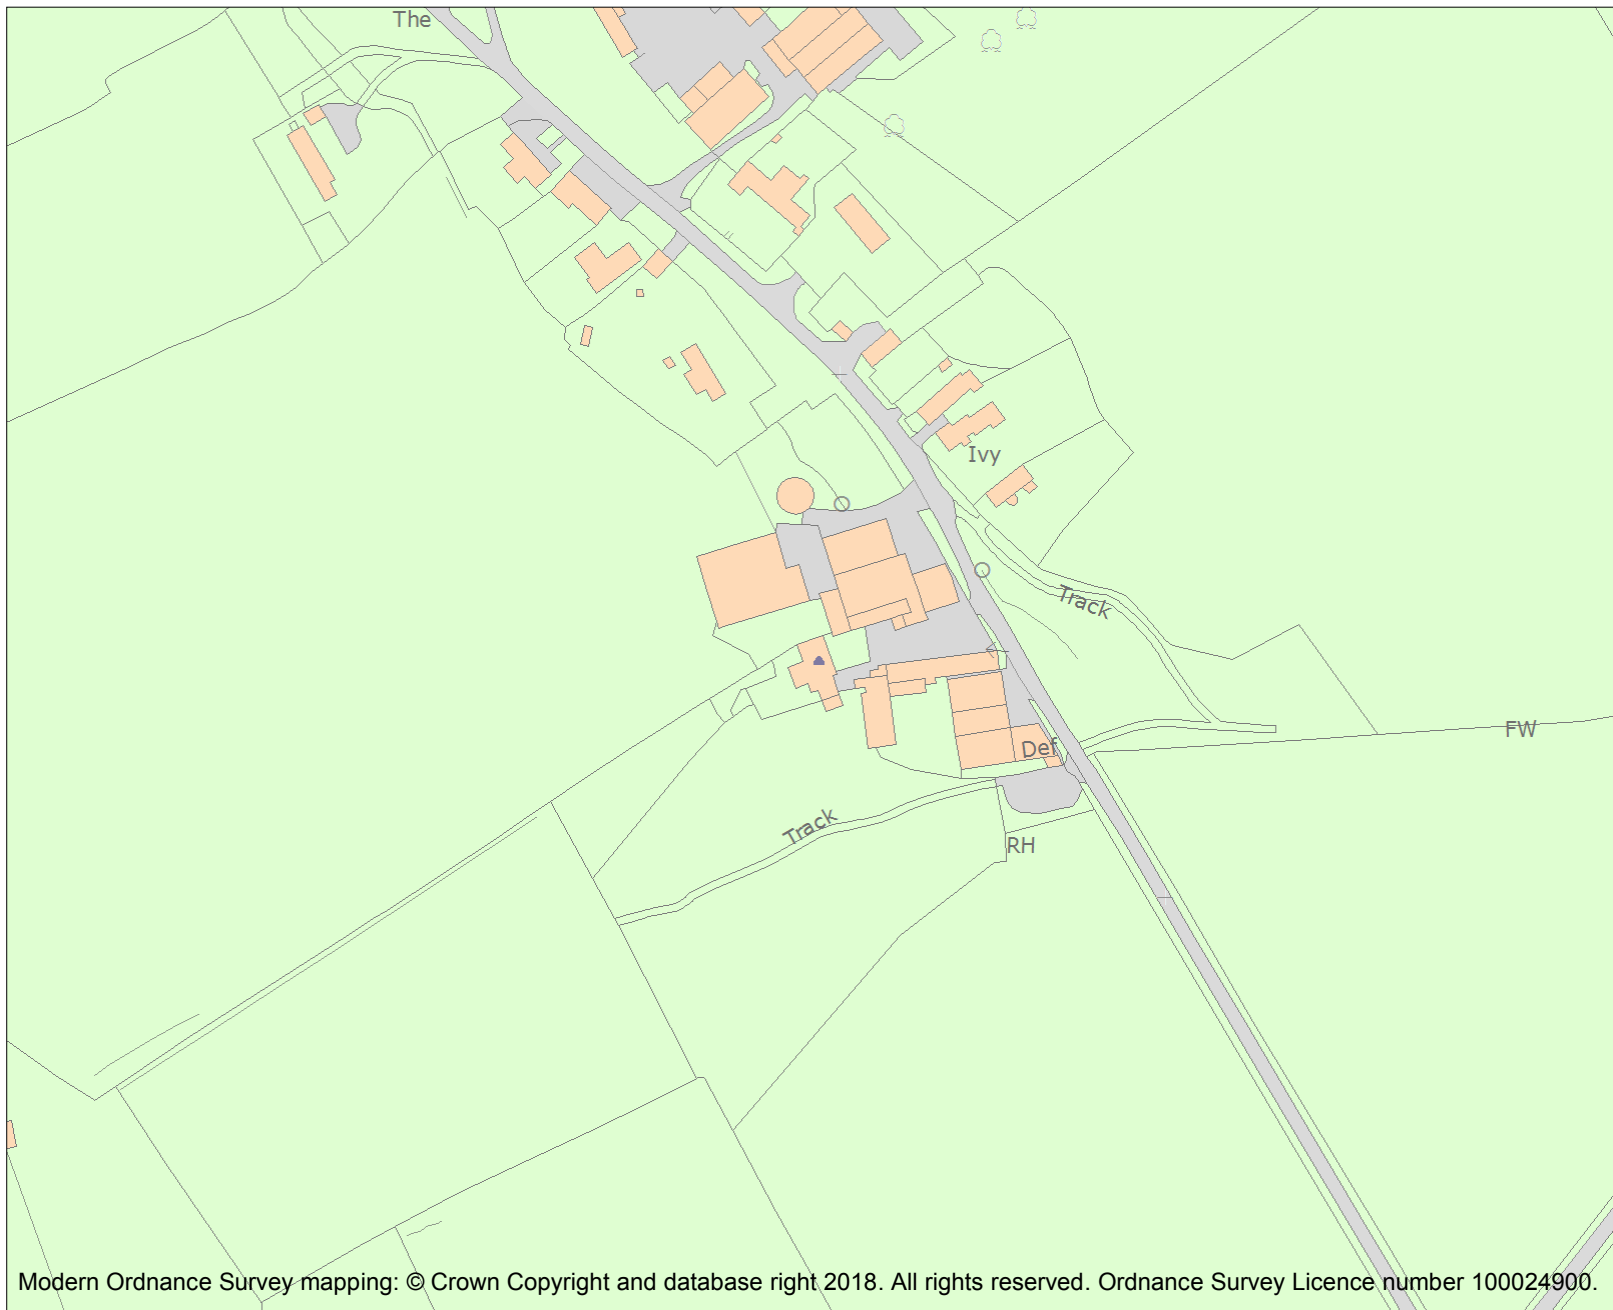 The
Ivy
Track
FW
Def
Track
RH
Modern Ordnance Survey mapping: © Crown Copyright and database right 2018. All rights reserved. Ordnance Survey Licence number 100024900.